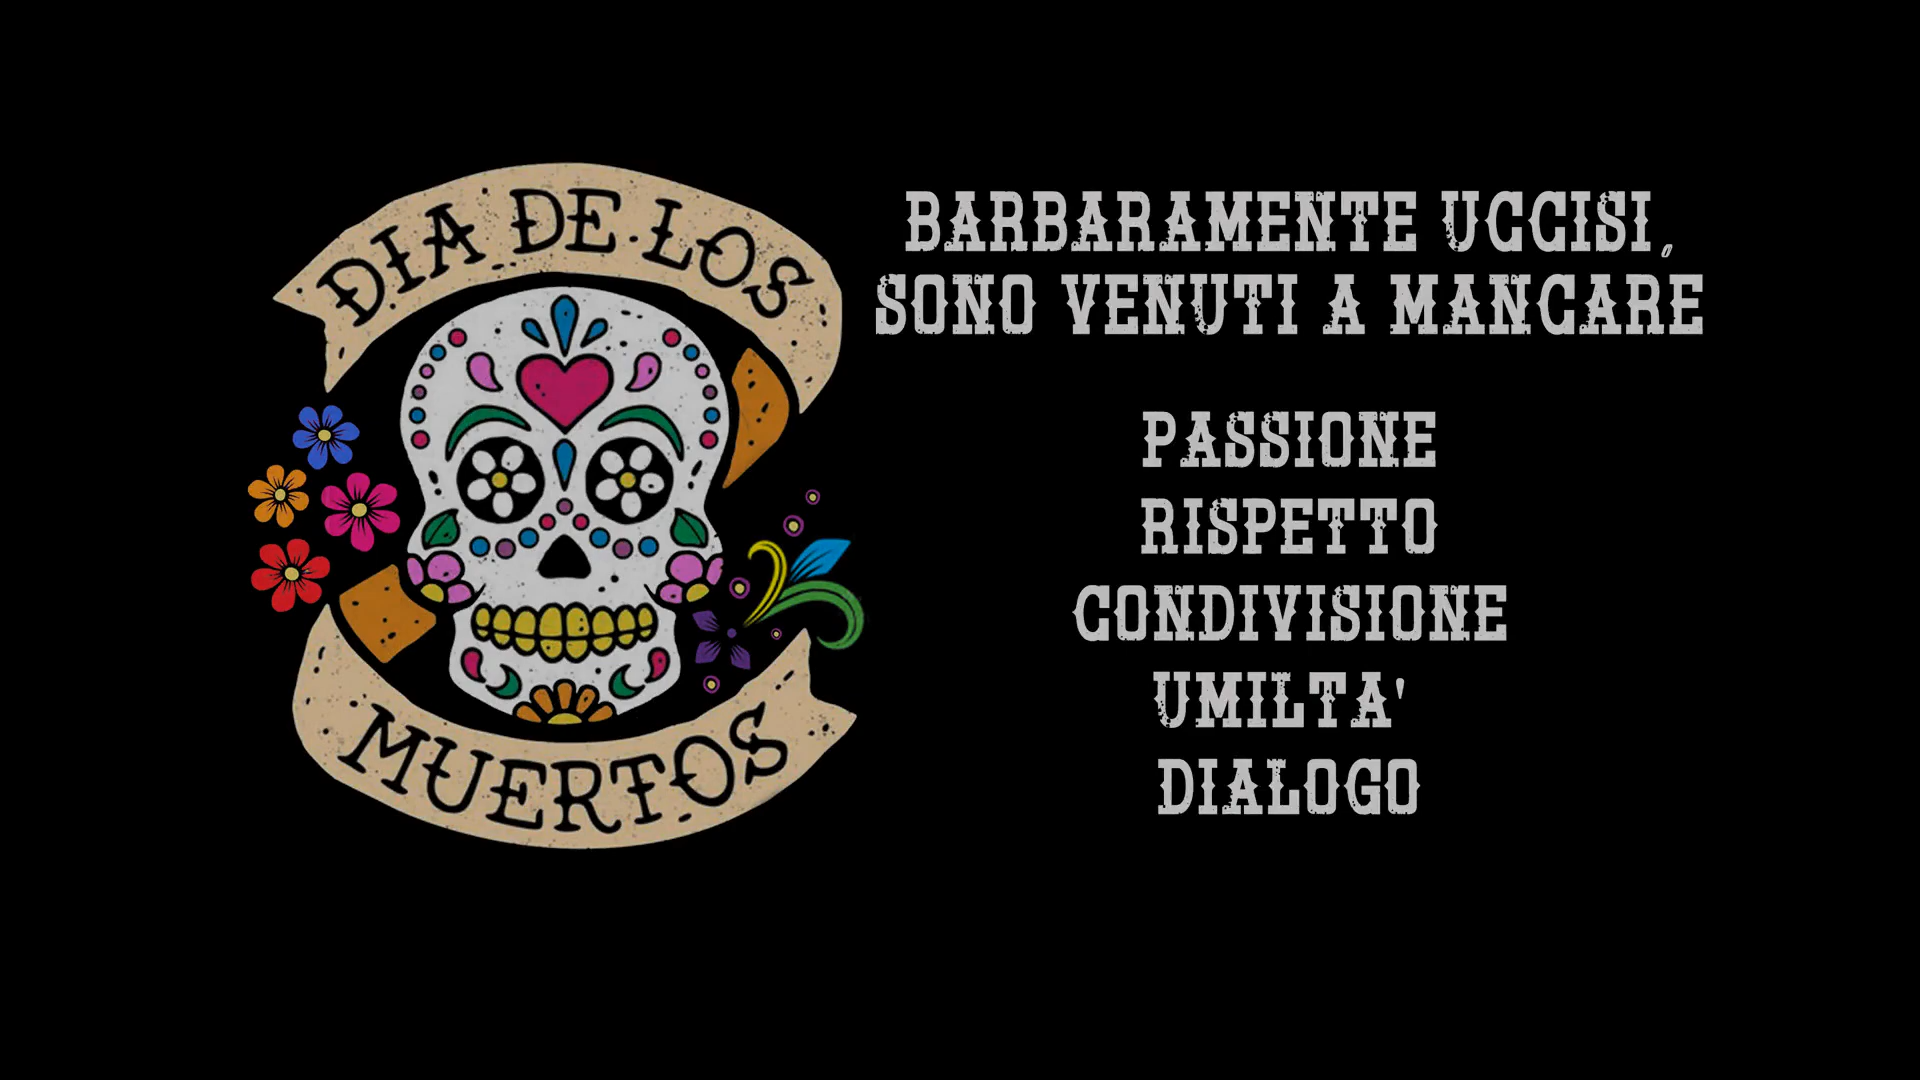 DIA DE LOS
MUERTOS
BARBARAMENTE UCCISI,
SONO VENUTI A MANCARE
PASSIONE
RISPETTO
CONDIVISIONE
UMILTA'
DIALOGO